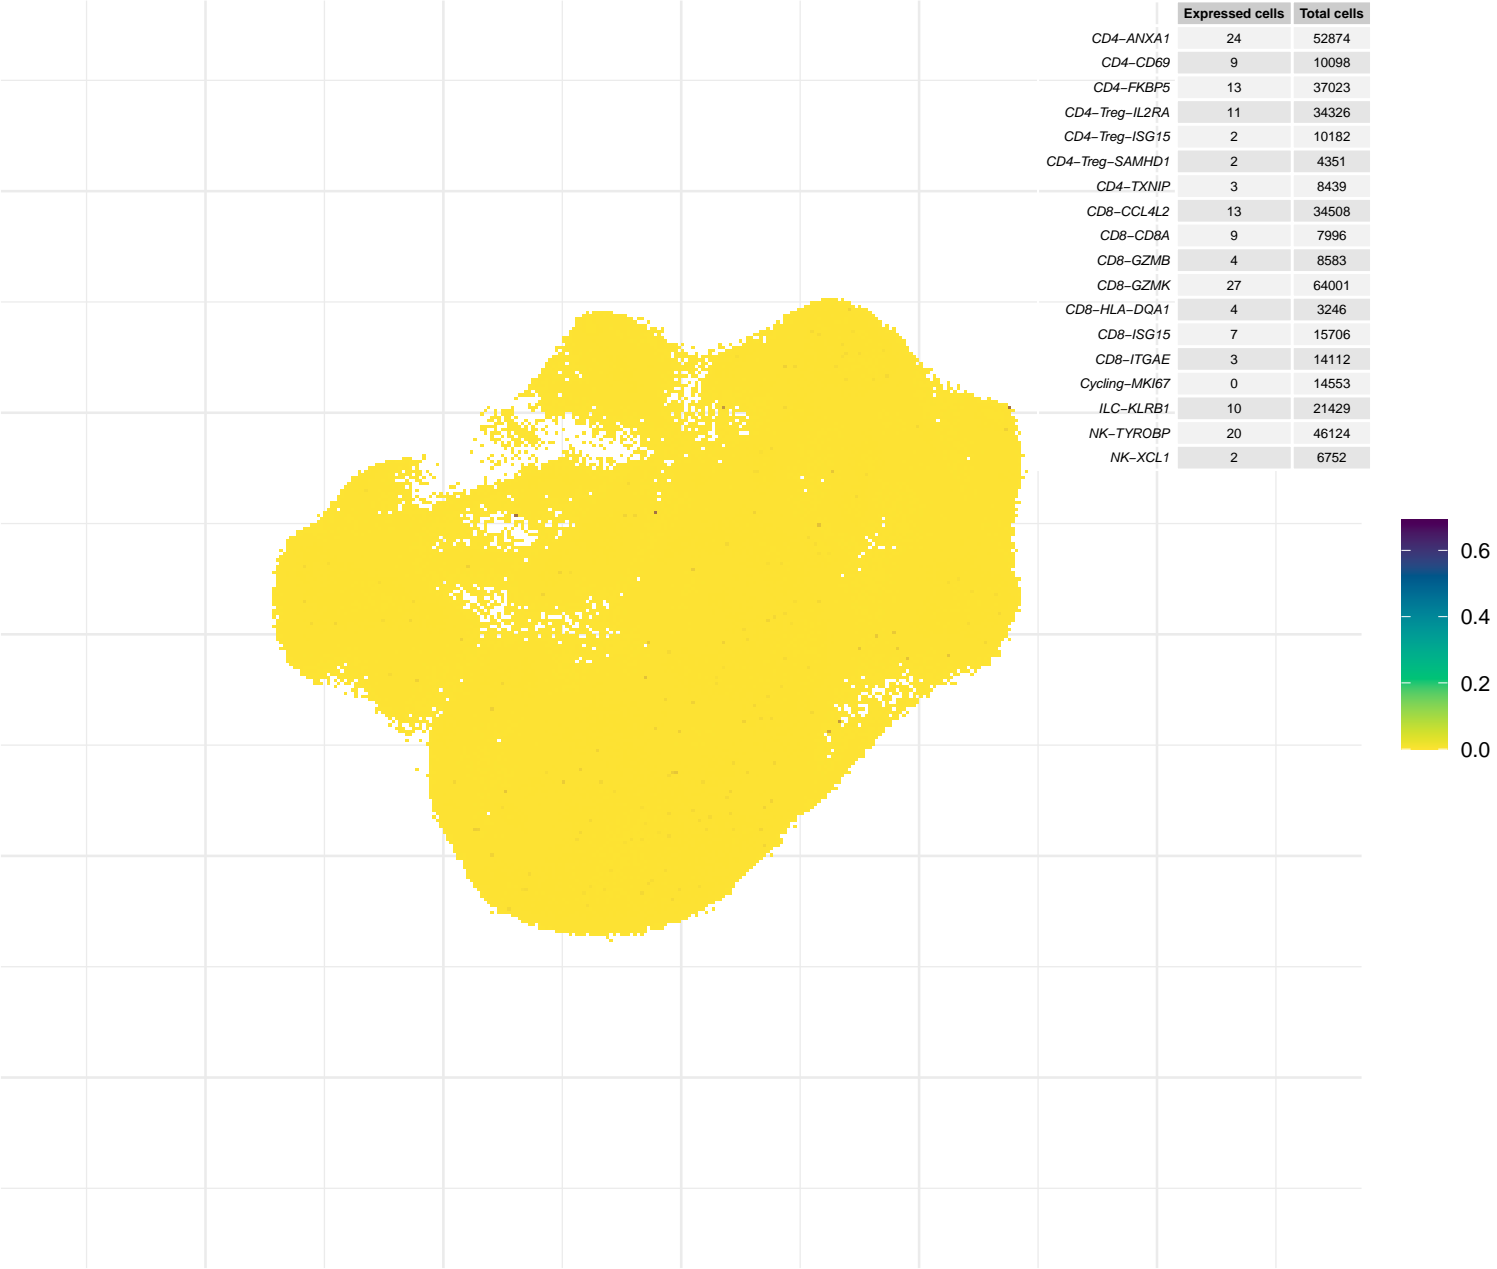 Expressed cells Total cells
CD4−ANXA1 24 52874
CD4−CD69 9 10098
CD4−FKBP5 13 37023
CD4−Treg−IL2RA 11 34326
CD4−Treg−ISG15 2 10182
CD4−Treg−SAMHD1 2 4351
CD4−TXNIP 3 8439
CD8−CCL4L2 13 34508
CD8−CD8A 9 7996
CD8−GZMB 4 8583
CD8−GZMK 27 64001
CD8−HLA−DQA1 4 3246
CD8−ISG15 7 15706
CD8−ITGAE 3 14112
Cycling−MKI67 0 14553
ILC−KLRB1 10 21429
NK−TYROBP 20 46124
NK−XCL1 2 6752
0.6
0.4
0.2
0.0